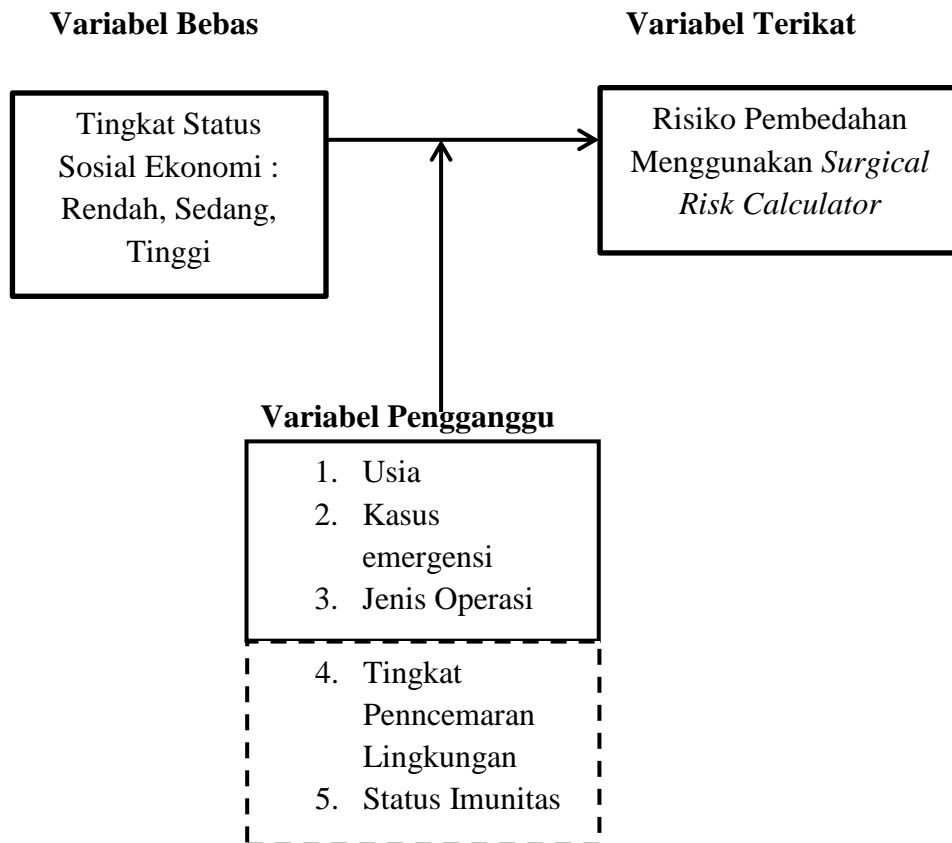 Variabel Bebas
Variabel Terikat
Tingkat Status
Sosial Ekonomi :
Rendah, Sedang,
Tinggi
Risiko Pembedahan
Menggunakan Surgical
Risk Calculator
Variabel Pengganggu
1. Usia
2. Kasus
emergensi
3. Jenis Operasi
4. Tingkat
Penncemaran
Lingkungan
5. Status Imunitas